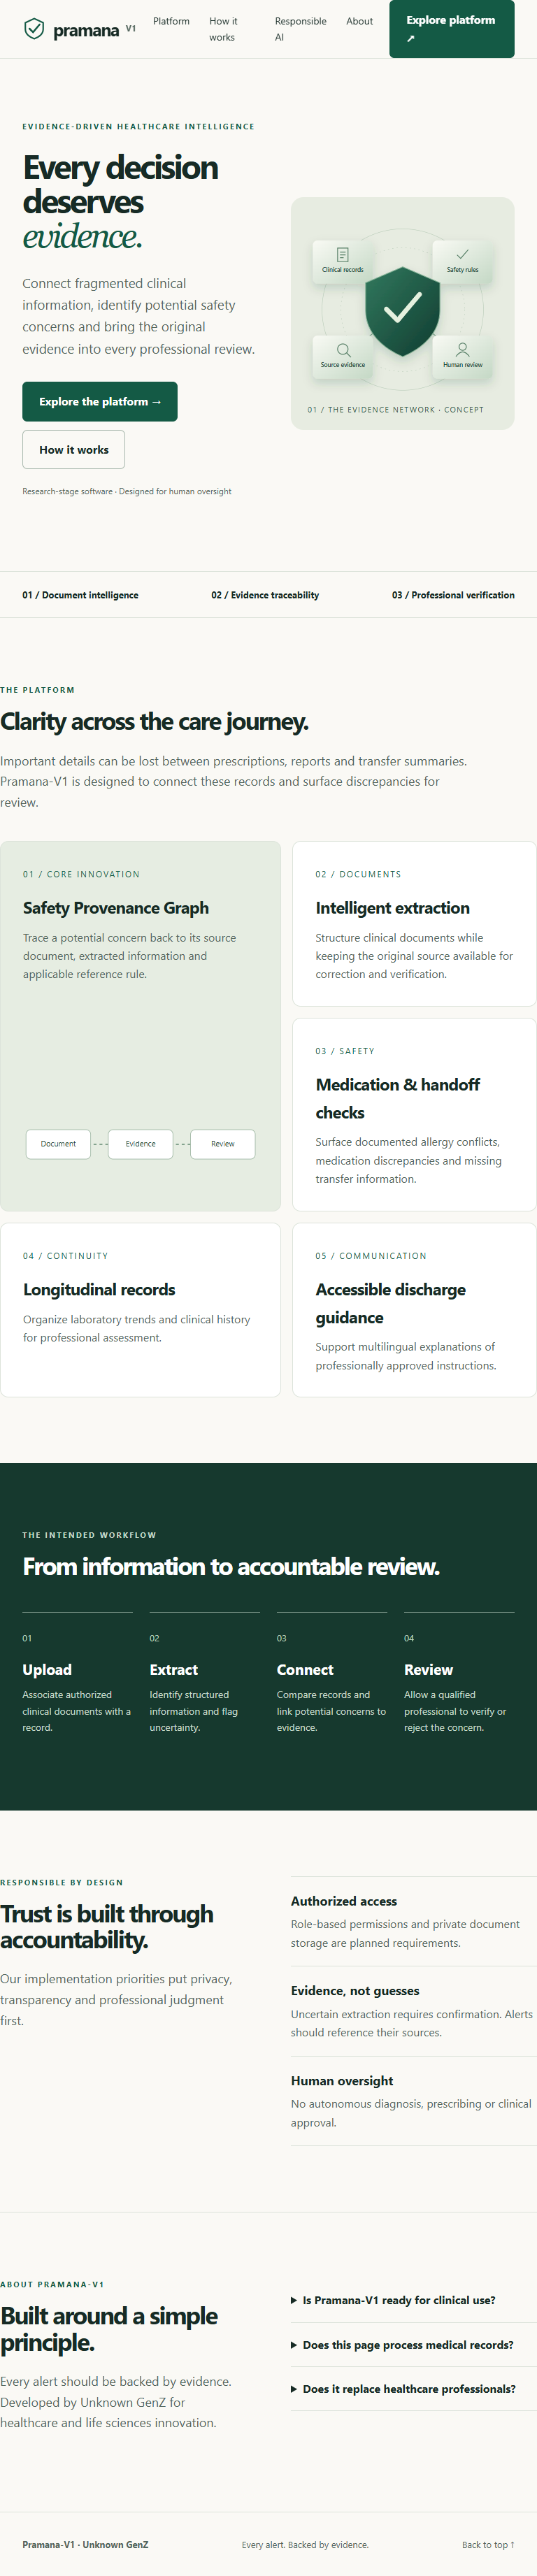 pramana V1
Platform
How it
works
Responsible
AI
About
Explore platform
↗
EVIDENCE-DRIVEN HEALTHCARE INTELLIGENCE
Every decision
deserves
evidence.
Connect fragmented clinical
information, identify potential safety
concerns and bring the original
evidence into every professional review.
Explore the platform →
How it works
Research-stage software · Designed for human oversight
Clinical records
Safety rules
Source evidence
Human review
01 / THE EVIDENCE NETWORK · CONCEPT
01 / Document intelligence
02 / Evidence traceability
03 / Professional verification
THE PLATFORM
Clarity across the care journey.
Important details can be lost between prescriptions, reports and transfer summaries.
Pramana-V1 is designed to connect these records and surface discrepancies for
review.
01 / CORE INNOVATION
Safety Provenance Graph
Trace a potential concern back to its source
document, extracted information and
applicable reference rule.
Document
Evidence
Review
02 / DOCUMENTS
Intelligent extraction
Structure clinical documents while
keeping the original source available for
correction and verification.
03 / SAFETY
Medication & handoff
checks
Surface documented allergy conflicts,
medication discrepancies and missing
transfer information.
04 / CONTINUITY
Longitudinal records
Organize laboratory trends and clinical history
for professional assessment.
05 / COMMUNICATION
Accessible discharge
guidance
Support multilingual explanations of
professionally approved instructions.
THE INTENDED WORKFLOW
From information to accountable review.
01
Upload
Associate authorized
clinical documents with a
record.
02
Extract
Identify structured
information and flag
uncertainty.
03
Connect
Compare records and
link potential concerns to
evidence.
04
Review
Allow a qualified
professional to verify or
reject the concern.
RESPONSIBLE BY DESIGN
Trust is built through
accountability.
Our implementation priorities put privacy,
transparency and professional judgment
first.
Authorized access
Role-based permissions and private document
storage are planned requirements.
Evidence, not guesses
Uncertain extraction requires confirmation. Alerts
should reference their sources.
Human oversight
No autonomous diagnosis, prescribing or clinical
approval.
ABOUT PRAMANA-V1
Built around a simple
principle.
Every alert should be backed by evidence.
Developed by Unknown GenZ for
healthcare and life sciences innovation.
Is Pramana-V1 ready for clinical use?
Does this page process medical records?
Does it replace healthcare professionals?
Pramana-V1 · Unknown GenZ
Every alert. Backed by evidence.
Back to top ↑